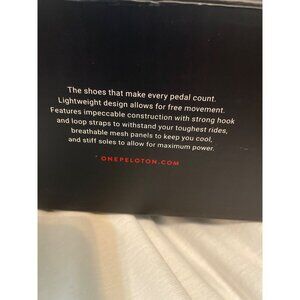 The shoes that make every pedal count.
Lightweight design allows for free movement.
Features impeccable construction with strong hook
and loop straps to withstand your toughest rides,
breathable mesh panels to keep you cool,
and stiff soles to allow for maximum power.
ONEPELOTON.COM